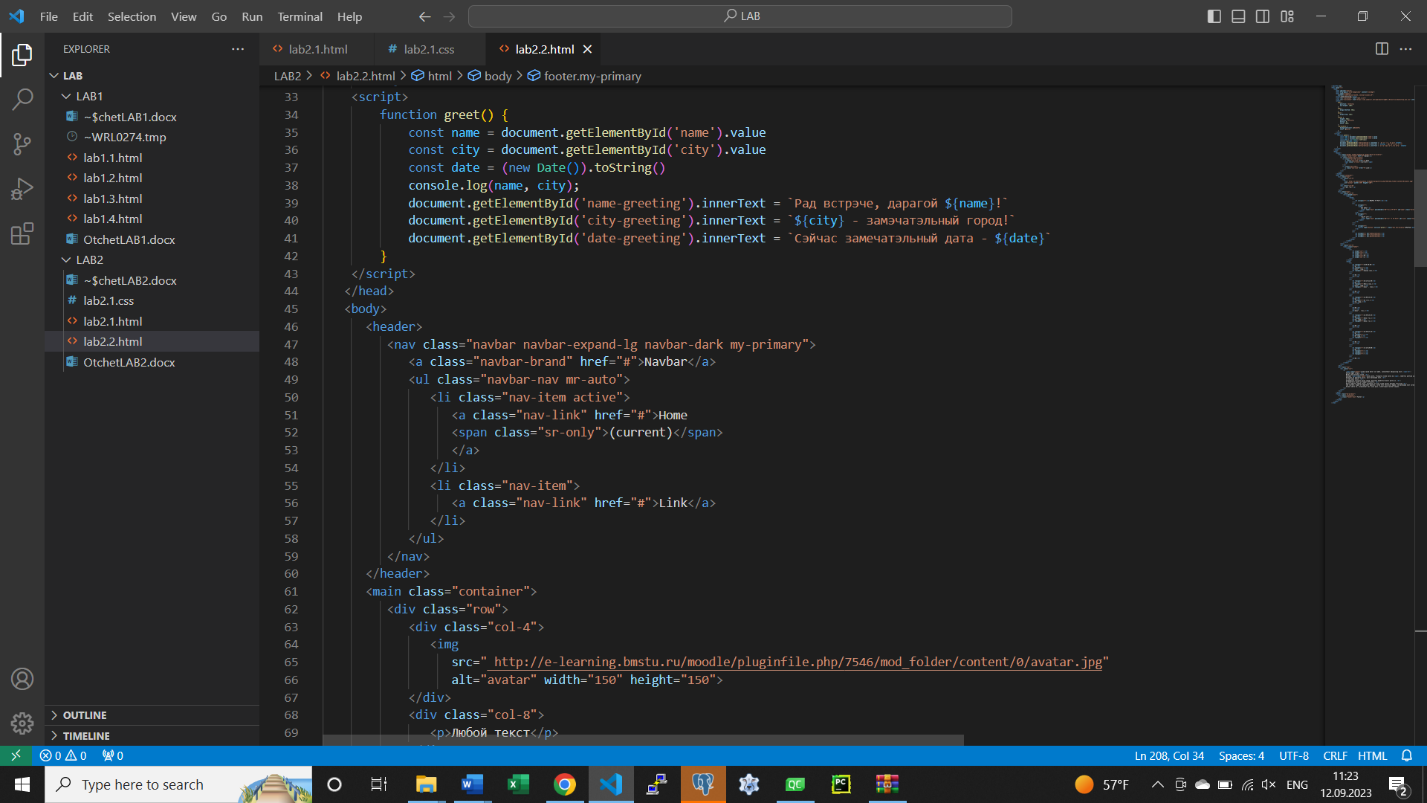 File Edit Selection View Go Run Terminal Help
LAB
EXPLORER
LAB
LAB1
~$chetLAB1.docx
~WRL0274.tmp
lab1.1.html
lab1.2.html
lab1.3.html
lab1.4.html
OtchetLAB1.docx
LAB2
~$chetLAB2.docx
lab2.1.css
lab2.1.html
lab2.2.html
OtchetLAB2.docx
OUTLINE
TIMELINE
lab2.1.html # lab2.1.css lab2.2.html
LAB2 > lab2.2.html > html > body > footer.my-primary
33 <script>
34 function greet() {
35 const name = document.getElementById('name').value
36 const city = document.getElementById('city').value
37 const date = (new Date()).toString()
38 console.log(name, city);
39 document.getElementById('name-greeting').innerText = `Рад встрэче, дарагой ${name}!`
40 document.getElementById('city-greeting').innerText = `${city} - замэчатэльный город!`
41 document.getElementById('date-greeting').innerText = `Сэйчас замечатэльный дата - ${date}`
42 }
43 </script>
44 </head>
45 <body>
46 <header>
47 <nav class="navbar navbar-expand-lg navbar-dark my-primary">
48 <a class="navbar-brand" href="#">Navbar</a>
49 <ul class="navbar-nav mr-auto">
50 <li class="nav-item active">
51 <a class="nav-link" href="#">Home
52 <span class="sr-only">(current)</span>
53 </a>
54 </li>
55 <li class="nav-item">
56 <a class="nav-link" href="#">Link</a>
57 </li>
58 </ul>
59 </nav>
60 </header>
61 <main class="container">
62 <div class="row">
63 <div class="col-4">
64 <img
65 src=" http://e-learning.bmstu.ru/moodle/pluginfile.php/7546/mod_folder/content/0/avatar.jpg"
66 alt="avatar" width="150" height="150">
67 </div>
68 <div class="col-8">
69 <p>Любой текст</p>
0 0 0 Ln 208, Col 34 Spaces: 4 UTF-8 CRLF HTML
Type here to search
57°F
ENG
11:23
12.09.2023
2